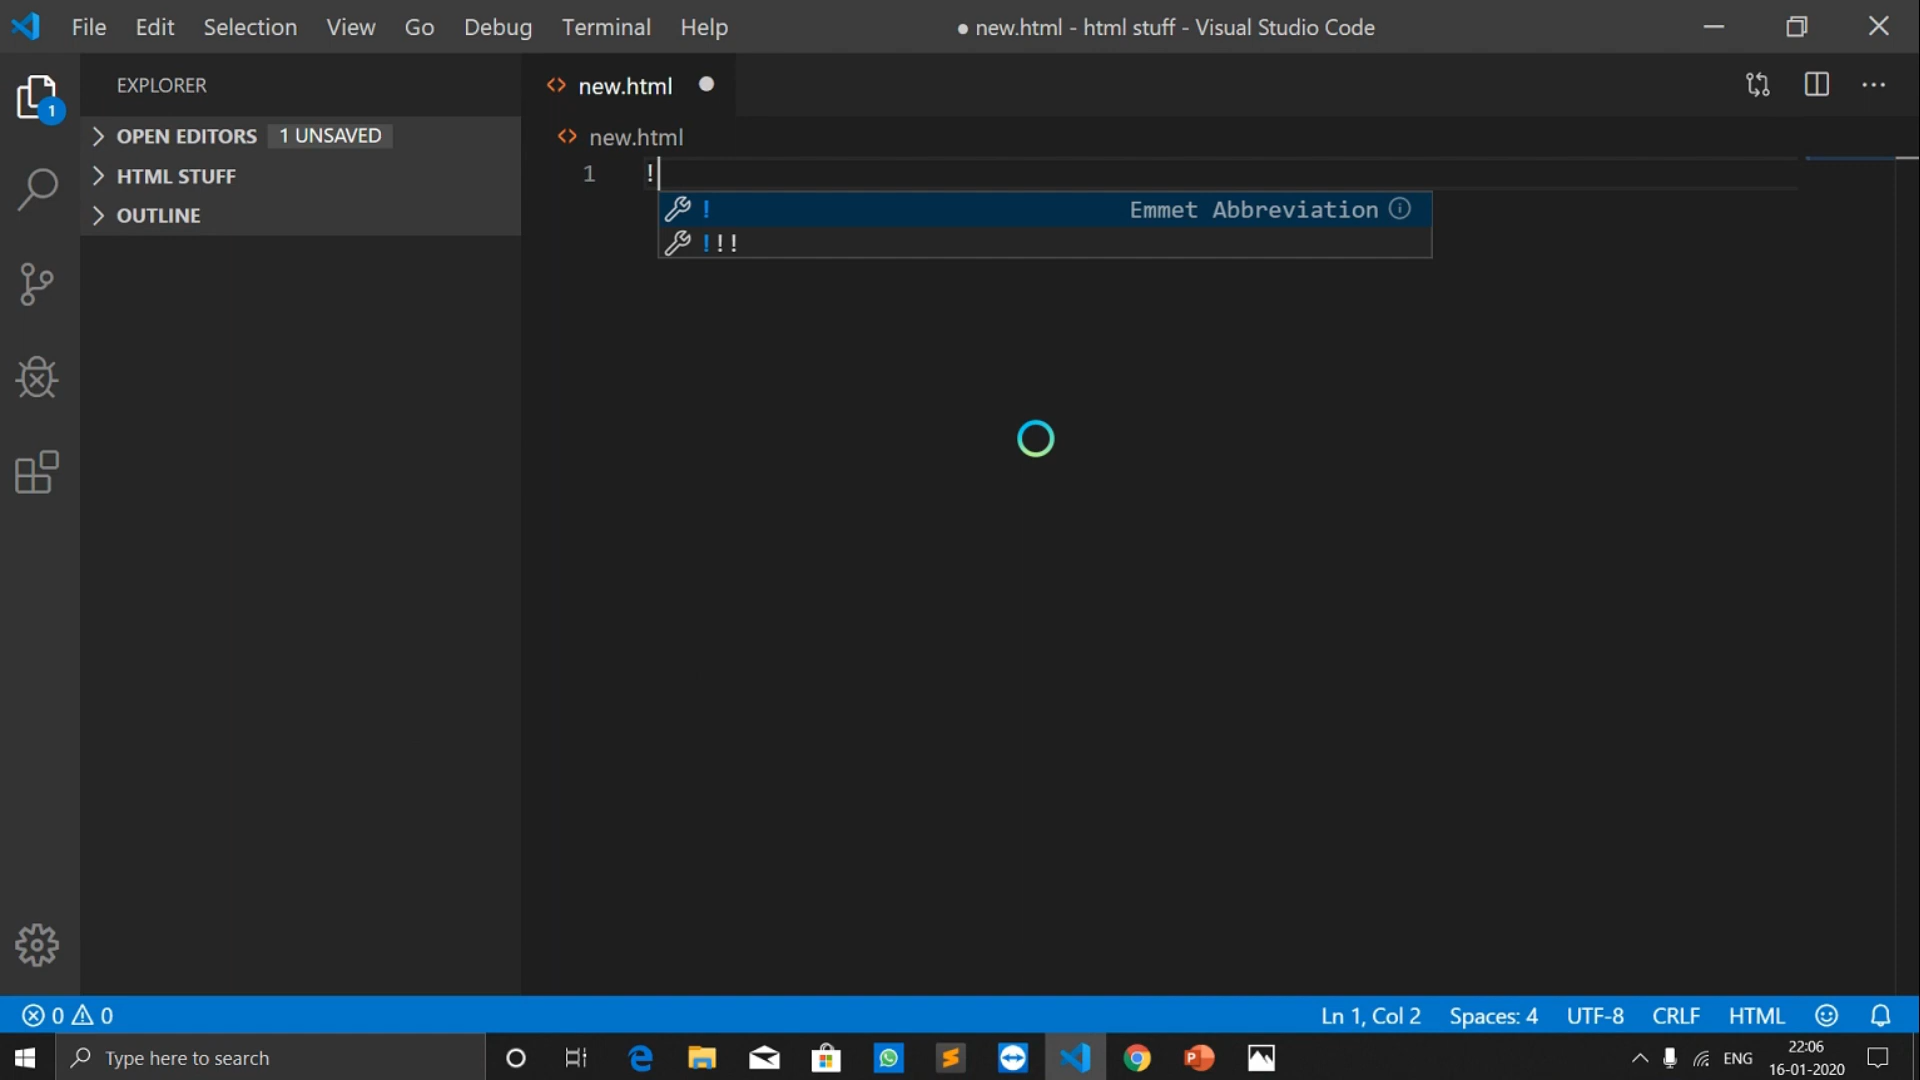 File Edit Selection View Go Debug Terminal Help ● new.html - html stuff - Visual Studio Code
EXPLORER
1
OPEN EDITORS 1 UNSAVED
HTML STUFF
OUTLINE
<> new.html ●
<> new.html
1 !
! Emmet Abbreviation
!!!
0 0 Ln 1, Col 2 Spaces: 4 UTF-8 CRLF HTML
Type here to search ENG 22:06
16-01-2020